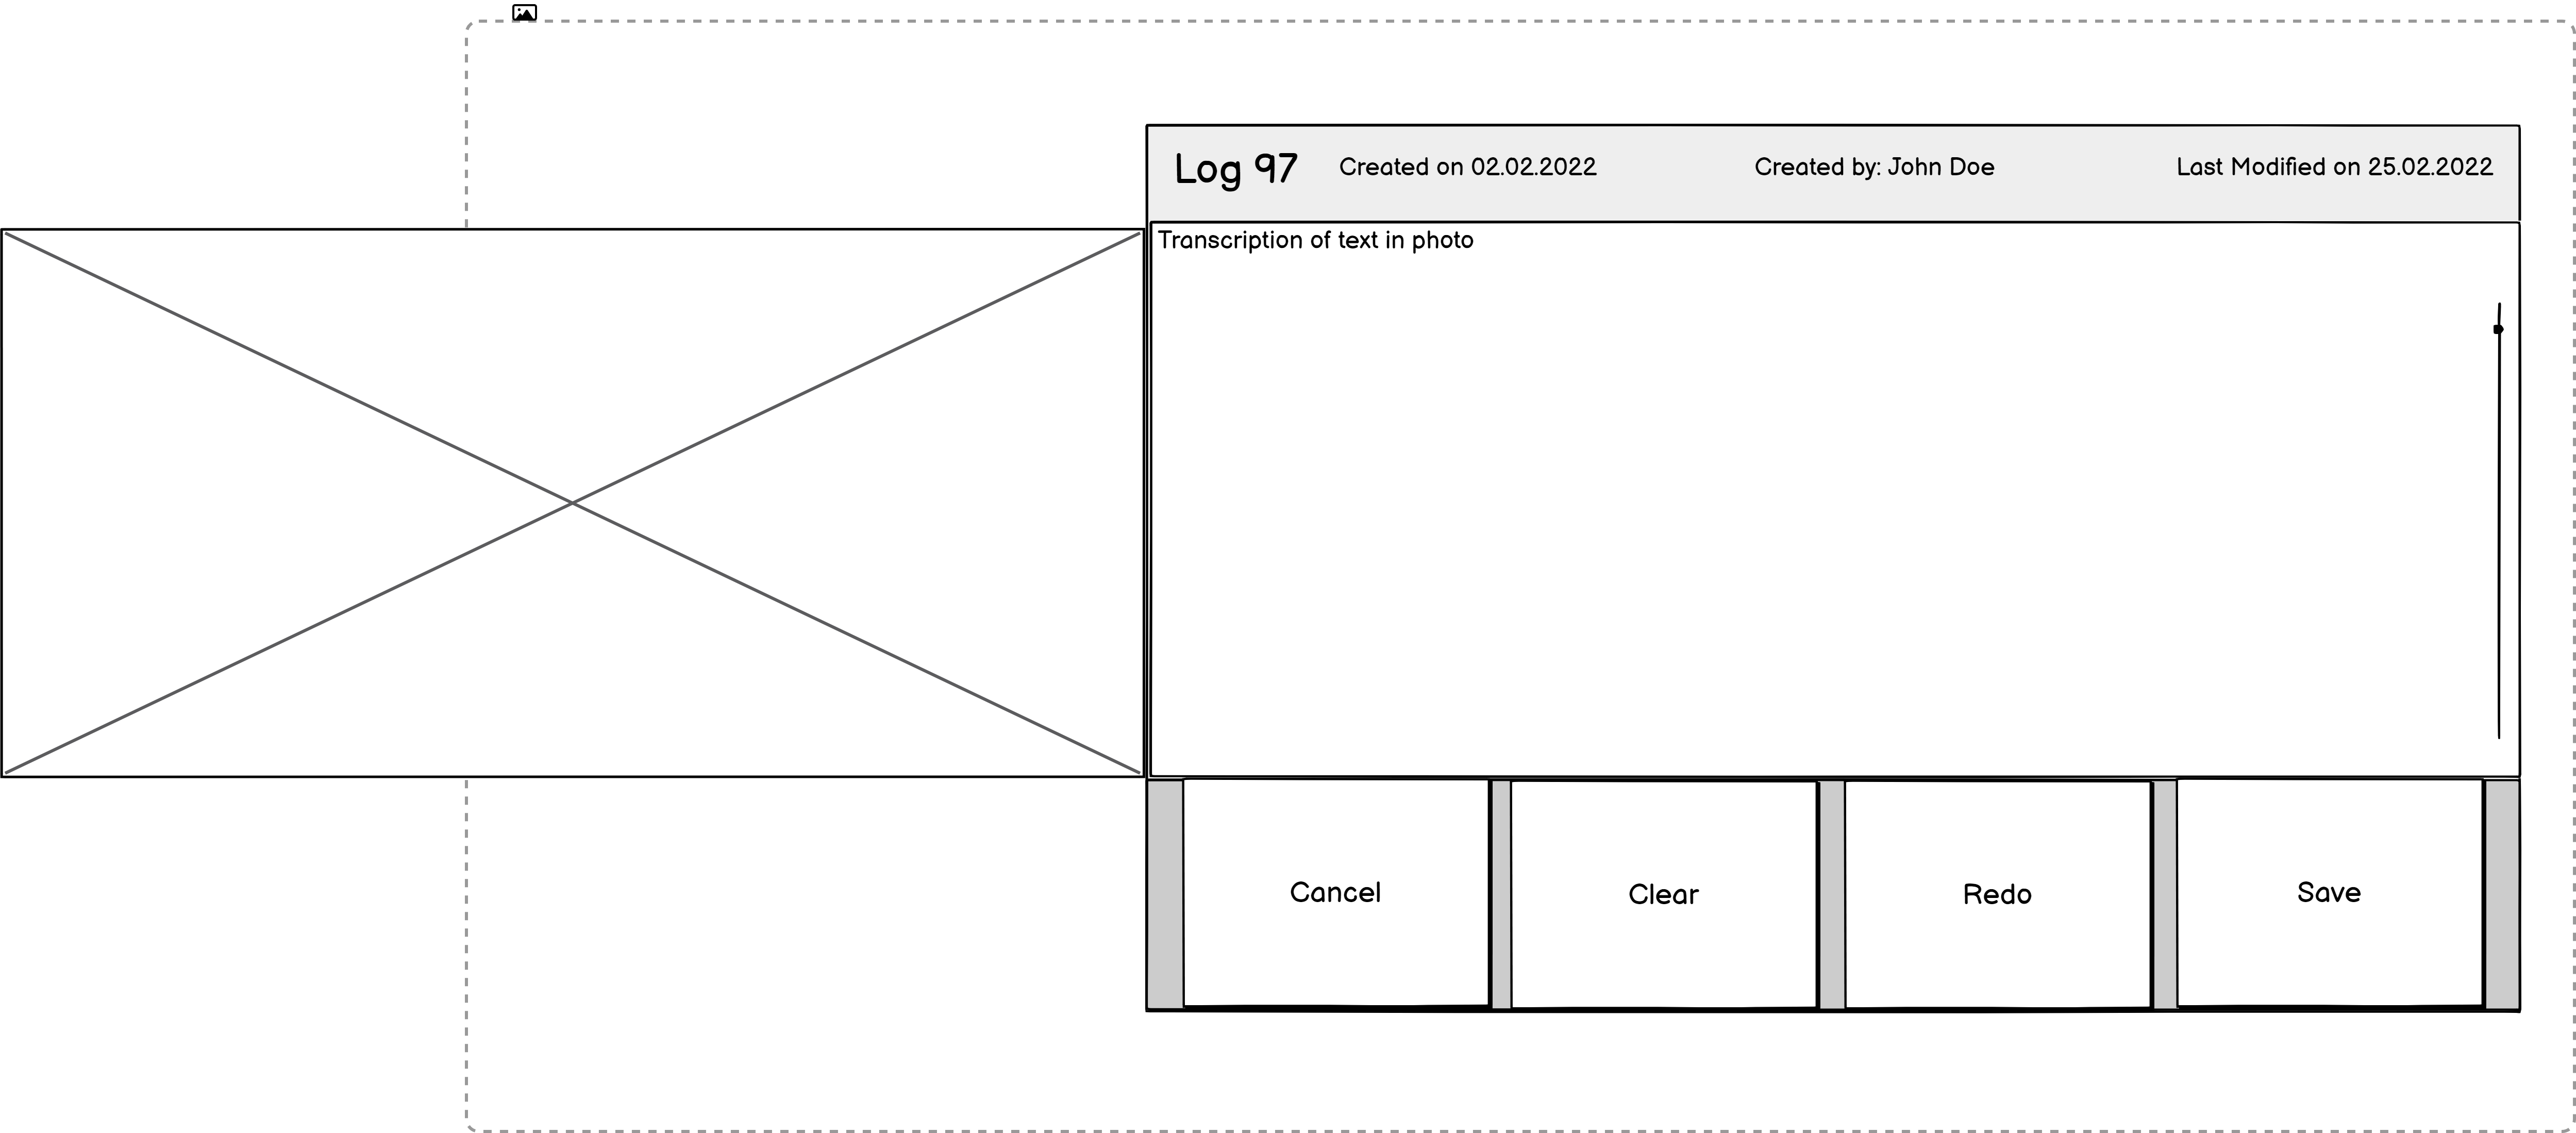 Log 97 Created on 02.02.2022 Created by: John Doe Last Modified on 25.02.2022
Transcription of text in photo
Cancel Clear Redo Save